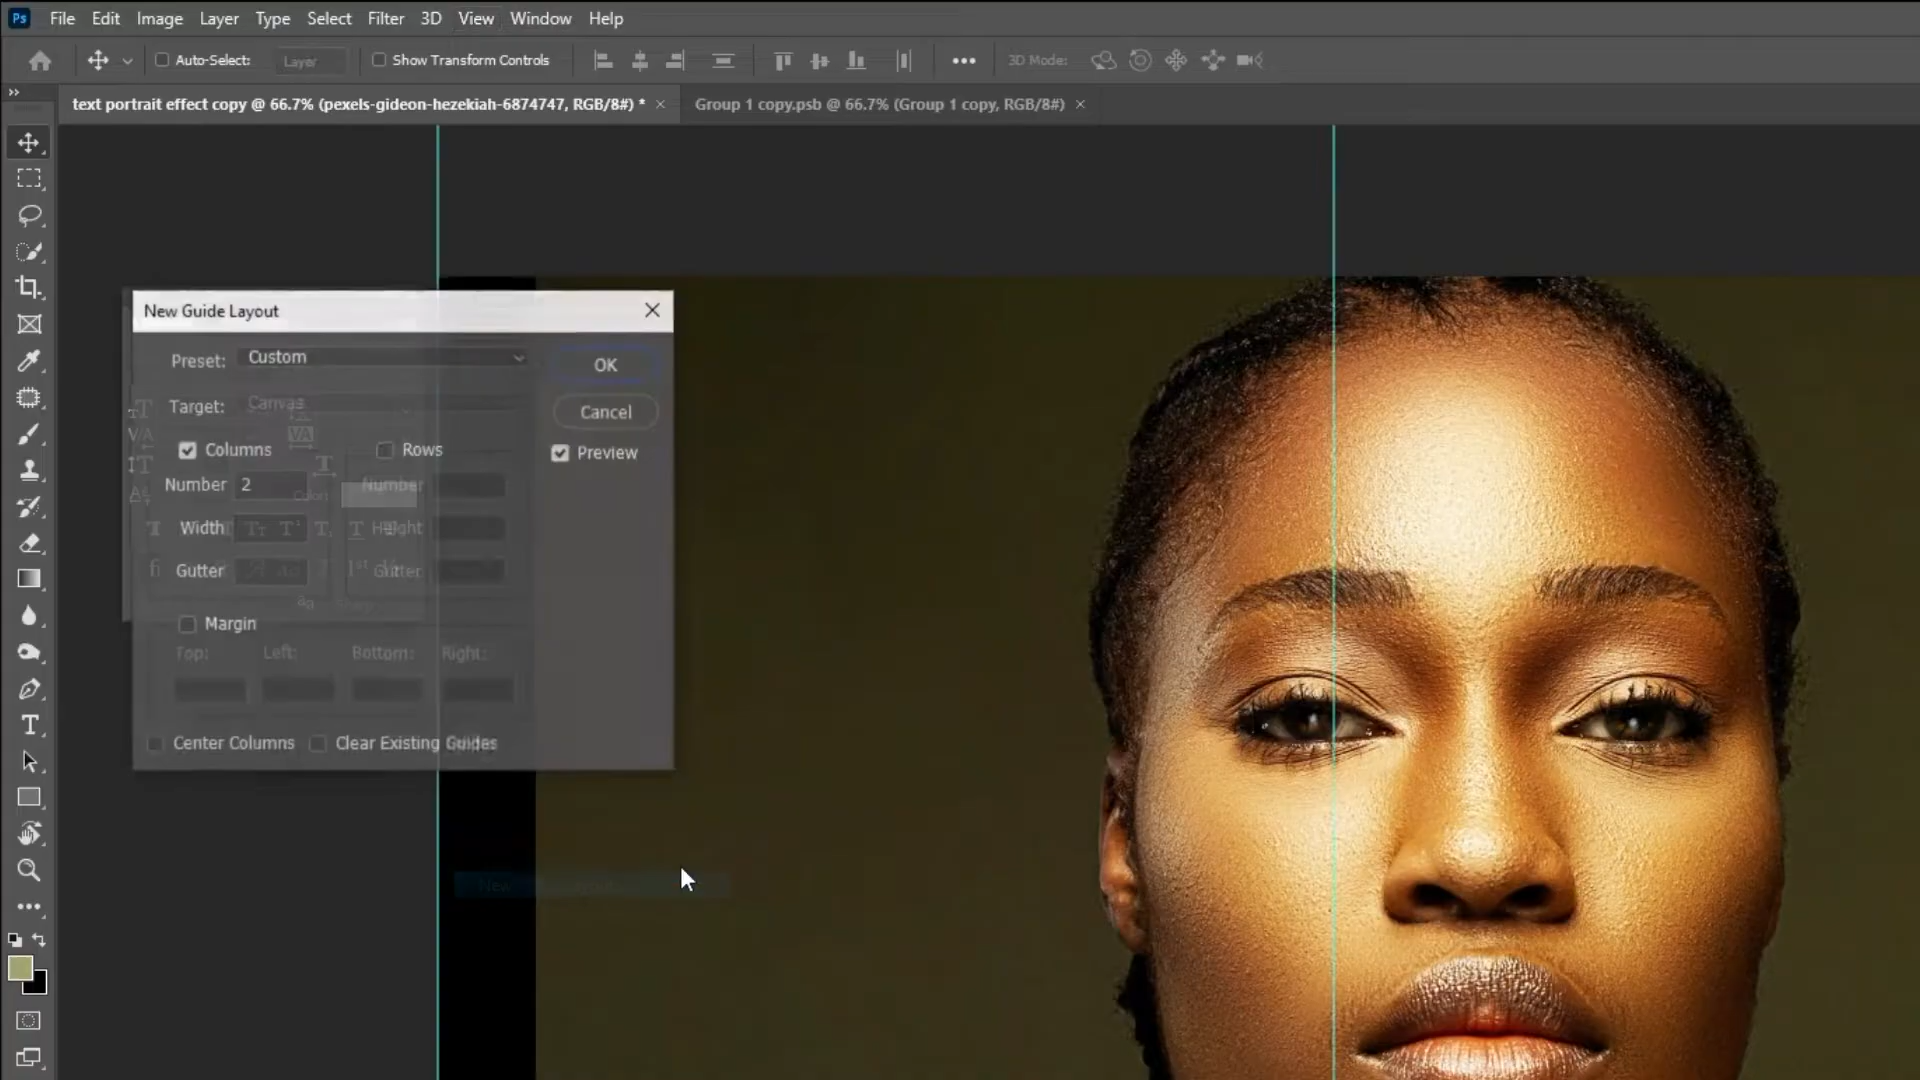 Ps File Edit Image Layer Type Select Filter 3D View Window Help
Auto-Select: Layer Show Transform Controls 3D Mode:
text portrait effect copy @ 66.7% (pexels-gideon-hezekiah-6874747, RGB/8#) * Group 1 copy.psb @ 66.7% (Group 1 copy, RGB/8#)
New Guide Layout
Preset: Custom OK
Target: Canvas Cancel
Columns Rows Preview
Number 2 Number
Width Height
Gutter Gutter
Margin
Top: Left: Bottom: Right:
Center Columns Clear Existing Guides